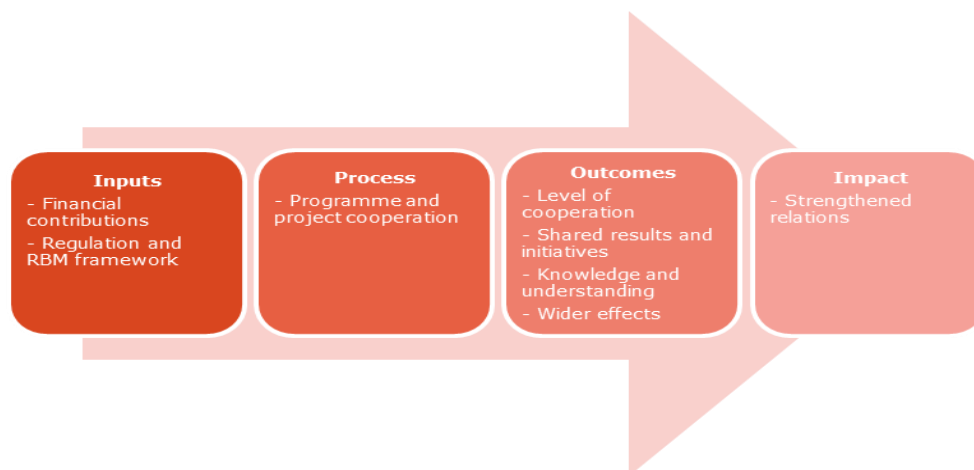 Inputs
- Financial
contributions
- Regulation and
RBM framework
Process
- Programme and
project cooperation
Outcomes
- Level of
cooperation
- Shared results and
initiatives
- Knowledge and
understanding
- Wider effects
Impact
- Strengthened
relations